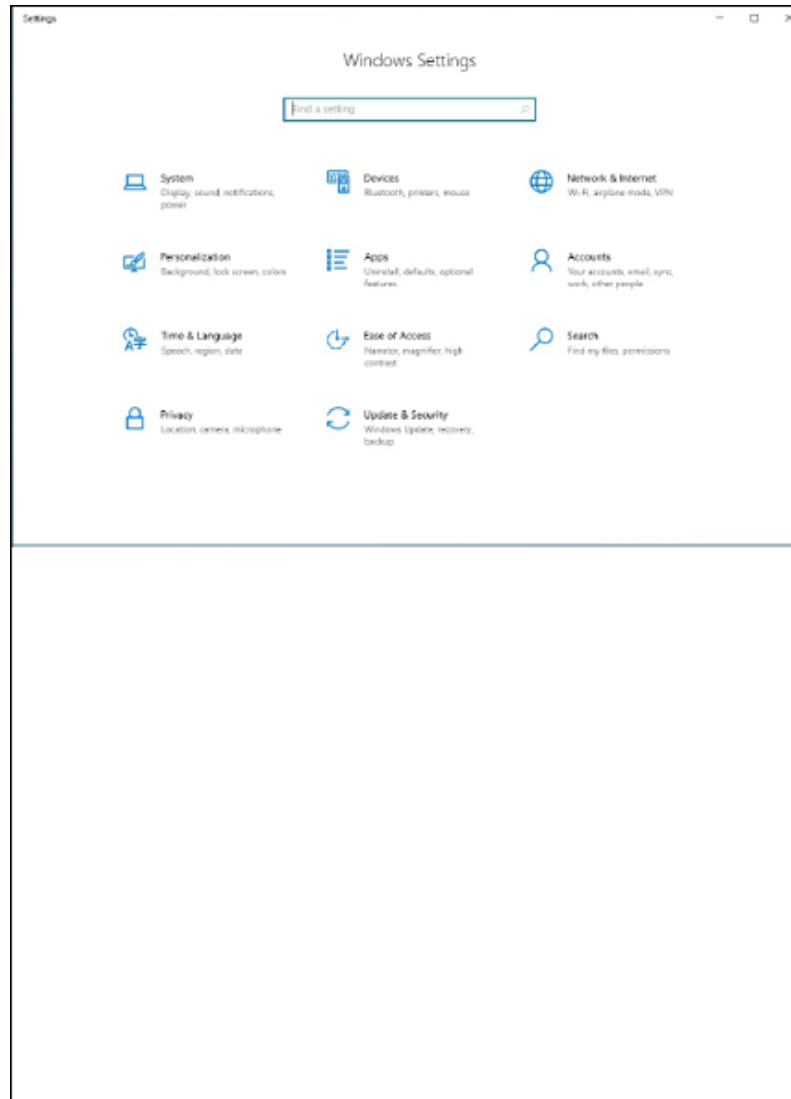 Settings
Windows Settings
Find a setting
System
Display, sound, notifications,
power
Devices
Bluetooth, printers, mouse
Network & Internet
Wi-Fi, airplane mode, VPN
Personalization
Background, lock screen, colors
Apps
Uninstall, defaults, optional
features
Accounts
Your accounts, email, sync,
work, other people
Time & Language
Speech, region, date
Ease of Access
Narrator, magnifier, high
contrast
Search
Find my files, permissions
Privacy
Location, camera, microphone
Update & Security
Windows Update, recovery,
backup